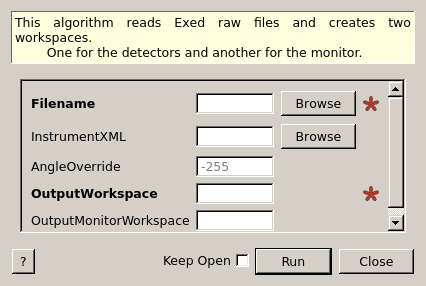 This algorithm reads Exed raw files and creates two
workspaces.
One for the detectors and another for the monitor.
Filename
Browse
InstrumentXML
Browse
AngleOverride
-255
OutputWorkspace
OutputMonitorWorkspace
?
Keep Open
Run
Close